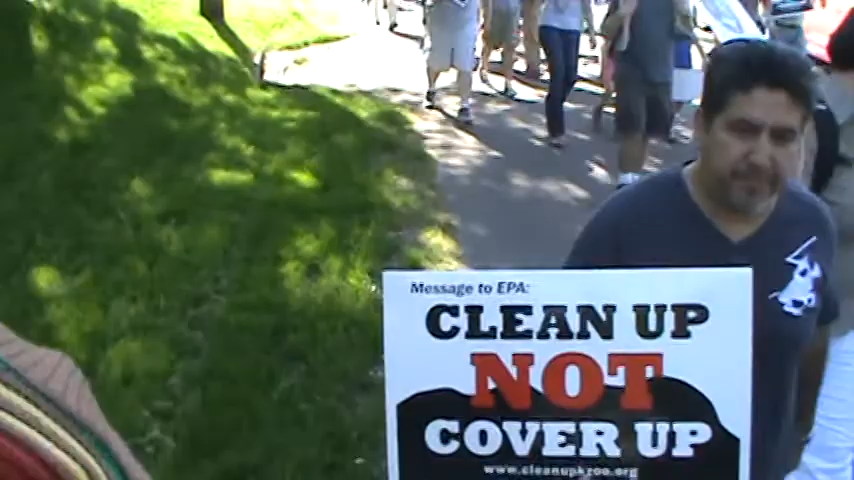 Message to EPA:
CLEAN UP
NOT
COVER UP
www.cleanupkzoo.org